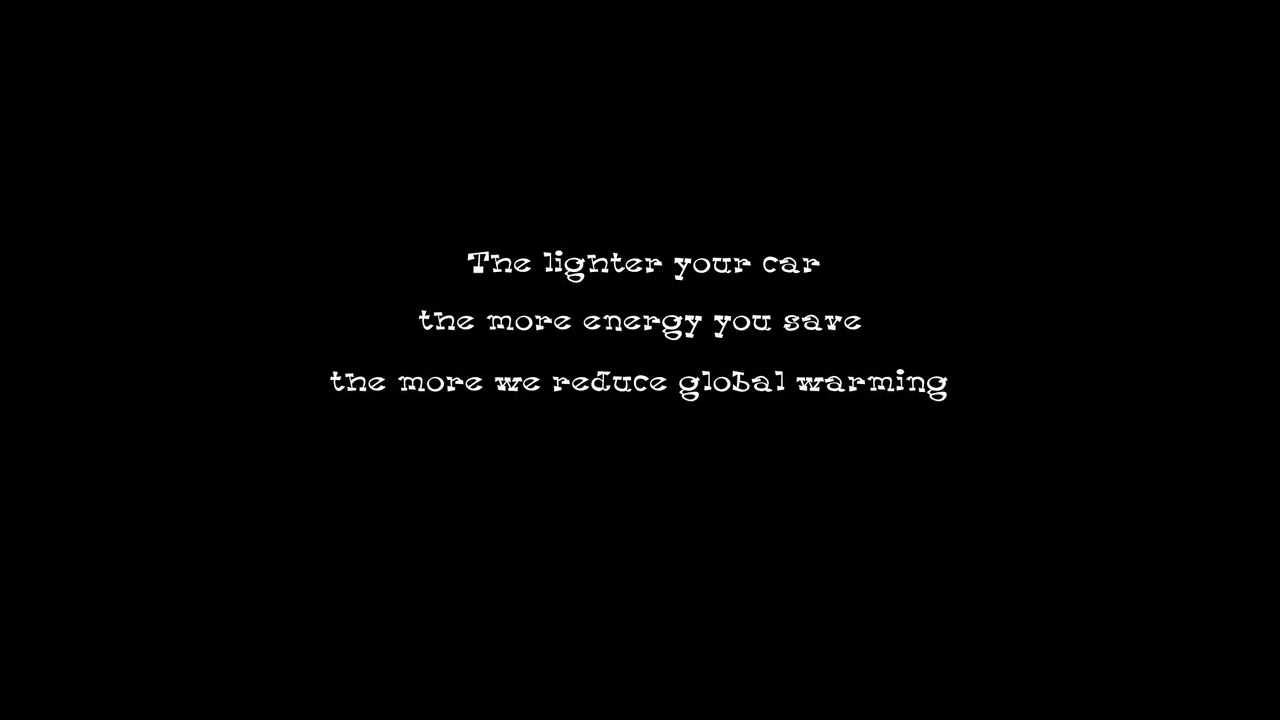 The lighter your car
the more energy you save
the more we reduce global warming